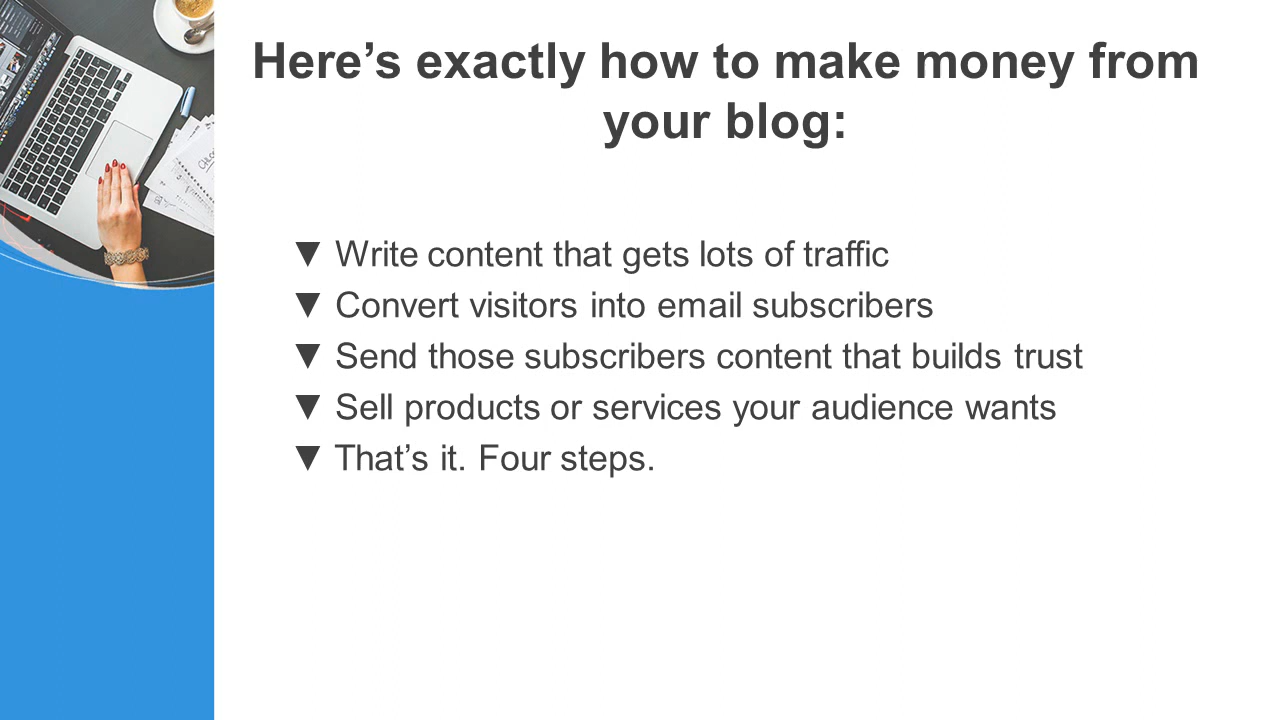 Here’s exactly how to make money from
your blog:
▼ Write content that gets lots of traffic
▼ Convert visitors into email subscribers
▼ Send those subscribers content that builds trust
▼ Sell products or services your audience wants
▼ That’s it. Four steps.